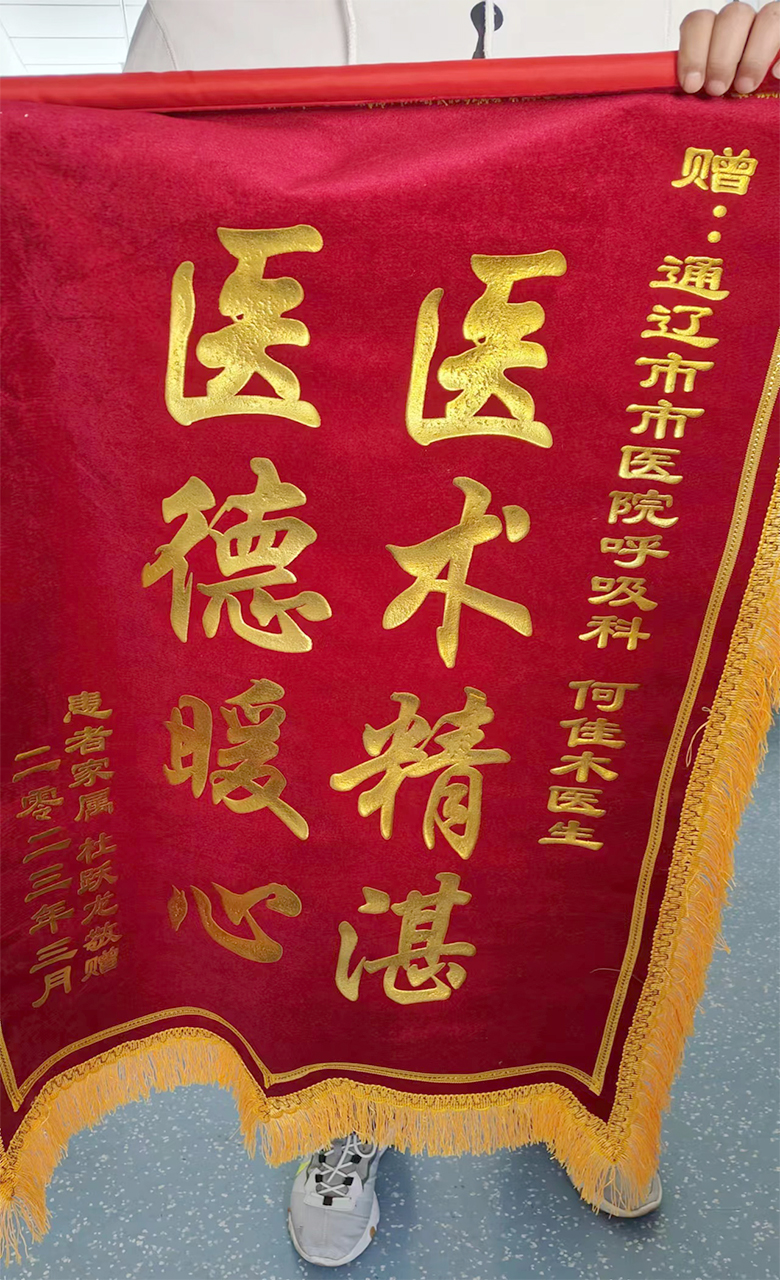 赠：通辽市市医院呼吸科 何佳木医生
医术精湛
医德暖心
患者家属 杜跃龙敬赠
二零二三年三月